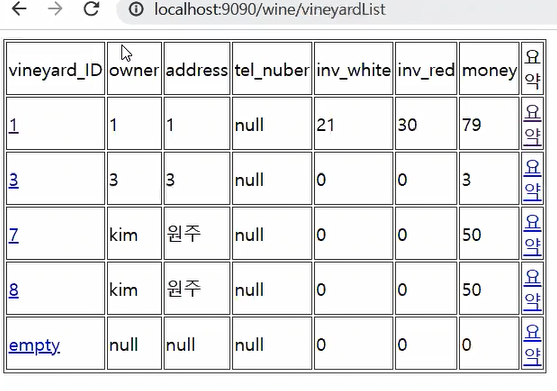 localhost:9090/wine/vineyardList
vineyard_ID owner address tel_nuber inv_white inv_red money 요약
1 1 1 null 21 30 79 요약
3 3 3 null 0 0 3 요약
7 kim 원주 null 0 0 50 요약
8 kim 원주 null 0 0 50 요약
empty null null null 0 0 0 요약